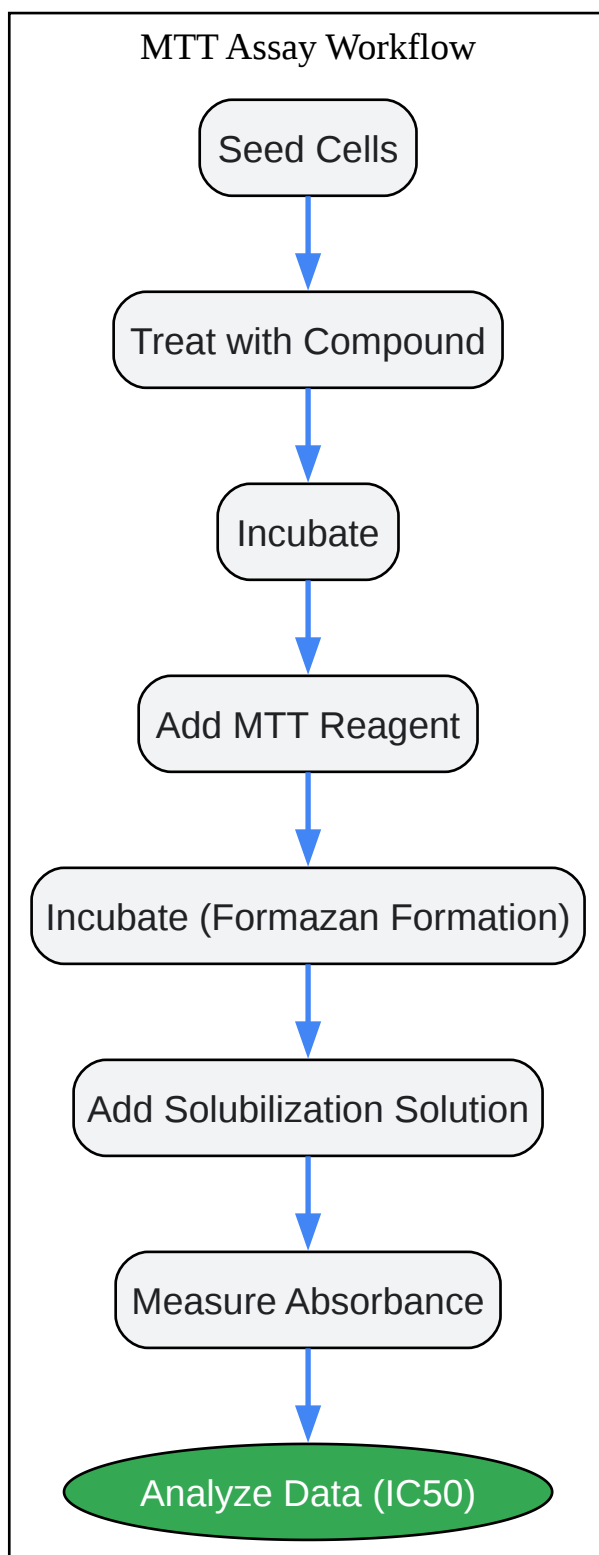 MTT Assay Workflow
Seed Cells
Treat with Compound
Incubate
Add MTT Reagent
Incubate (Formazan Formation)
Add Solubilization Solution
Measure Absorbance
Analyze Data (IC50)